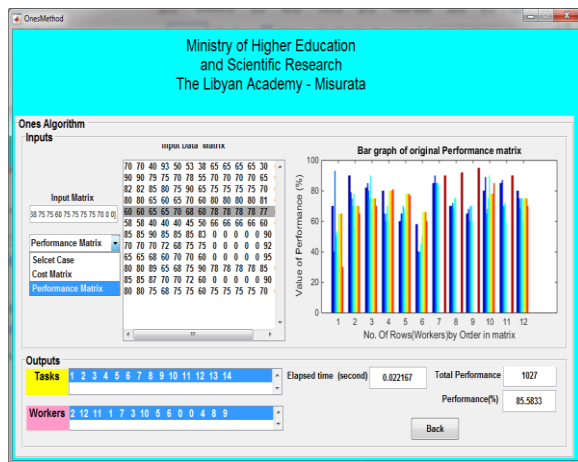 OnesMethod
Ministry of Higher Education
and Scientific Research
The Libyan Academy - Misurata
Ones Algorithm
Inputs
Input Data Matrix
Input Matrix
38 75 75 60 75 75 75 75 70 0 0]
Performance Matrix
Selcet Case
Cost Matrix
Performance Matrix
70 70 40 93 50 53 38 65 65 65 65 30
90 90 79 75 70 78 55 70 70 70 70 65
82 82 85 80 75 90 65 75 75 75 75 70
80 80 65 60 65 70 60 80 80 80 80 81
60 60 65 65 70 68 60 78 78 78 78 77
58 58 40 40 40 45 50 66 66 66 66 60
85 85 90 85 85 85 83 0 0 0 0 90
70 70 70 72 68 75 75 0 0 0 0 92
65 65 68 60 70 70 60 0 0 0 0 95
80 80 89 65 68 75 90 78 78 78 78 85
85 85 87 70 70 72 60 0 0 0 0 90
80 80 75 68 75 75 60 75 75 75 75 70
Bar graph of original Performance matrix
Value of Performance (%)
100
80
60
40
20
0
1 2 3 4 5 6 7 8 9 10 11 12
No. Of Rows(Workers)by Order in matrix
Outputs
Tasks
1 2 3 4 5 6 7 8 9 10 11 12 13 14
Workers
2 12 11 1 7 3 10 5 6 0 0 4 8 9
Elapsed time (second)
0.022167
Total Performance
1027
Performance(%)
85.5833
Back